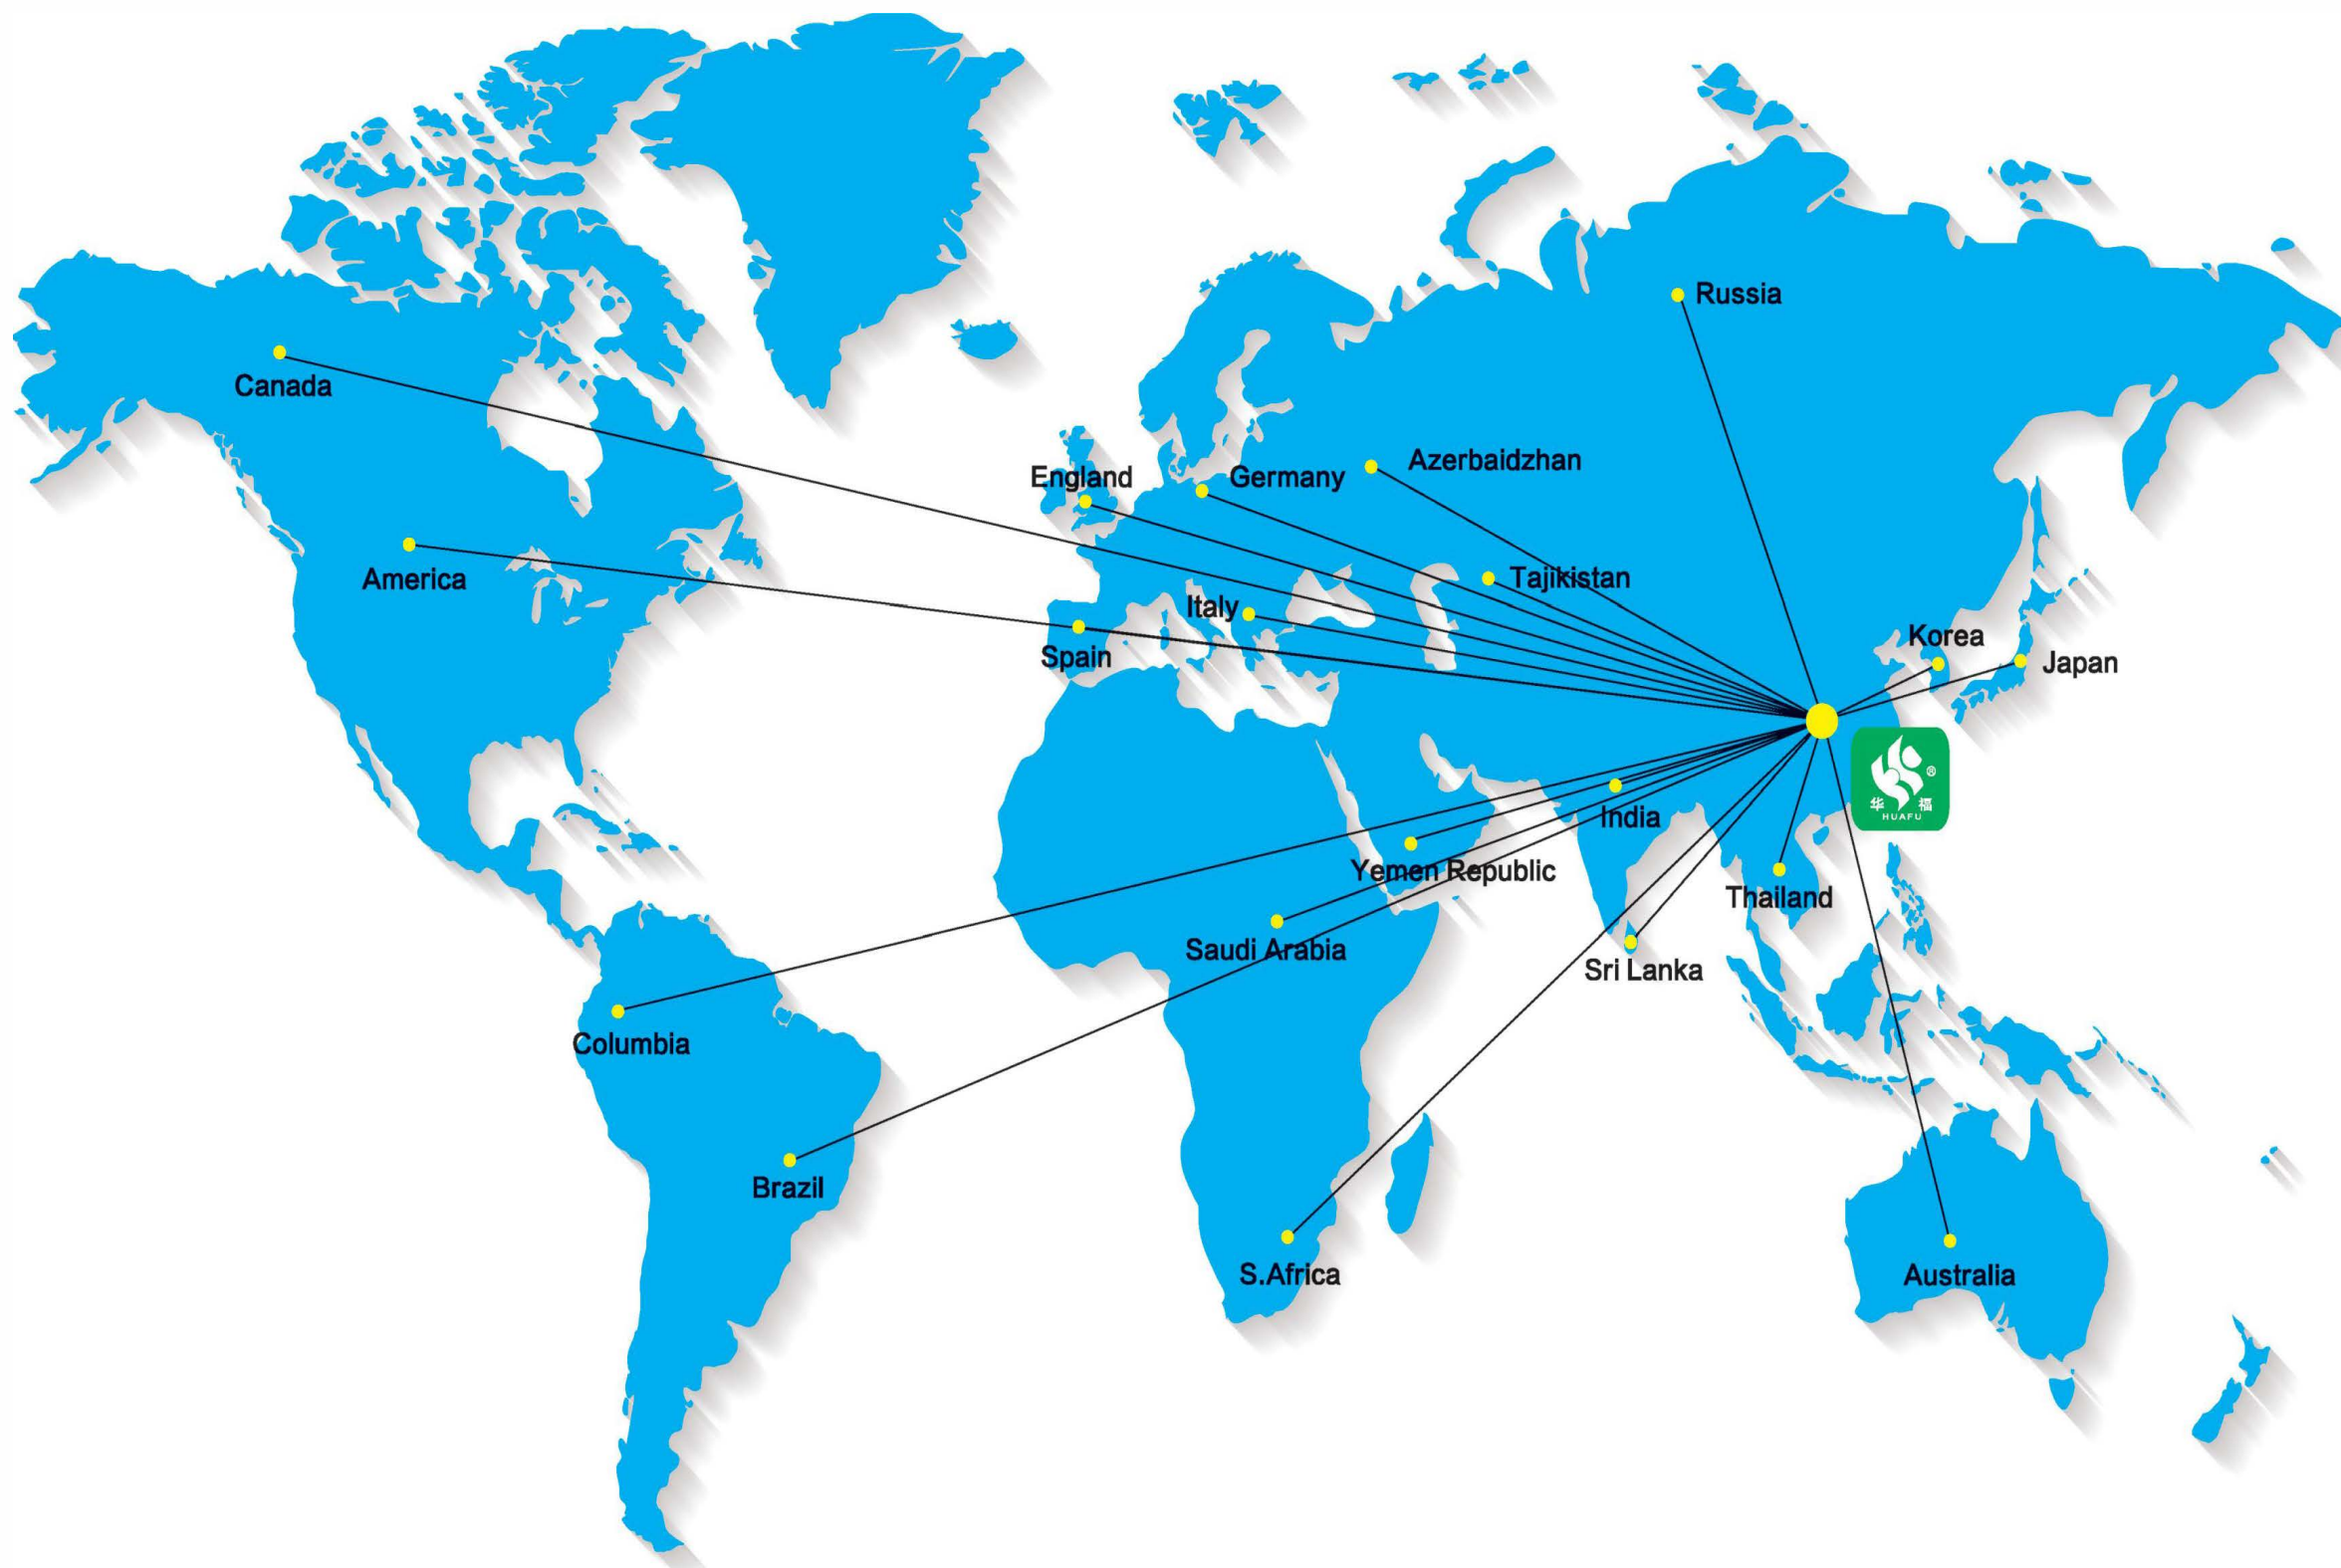 Russia
Canada
Azerbaidzhan
England
Germany
America
Tajikistan
Italy
Korea
Spain
Japan
®
华 福
HUAFU
India
Yemen Republic
Thailand
Saudi Arabia
Sri Lanka
Columbia
Brazil
S.Africa
Australia